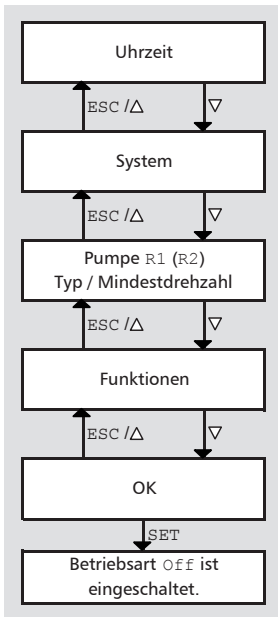 Uhrzeit
ESC /△ ▽
System
ESC /△ ▽
Pumpe R1 (R2)
Typ / Mindestdrehzahl
ESC /△ ▽
Funktionen
ESC /△ ▽
OK
SET
Betriebsart Off ist
eingeschaltet.